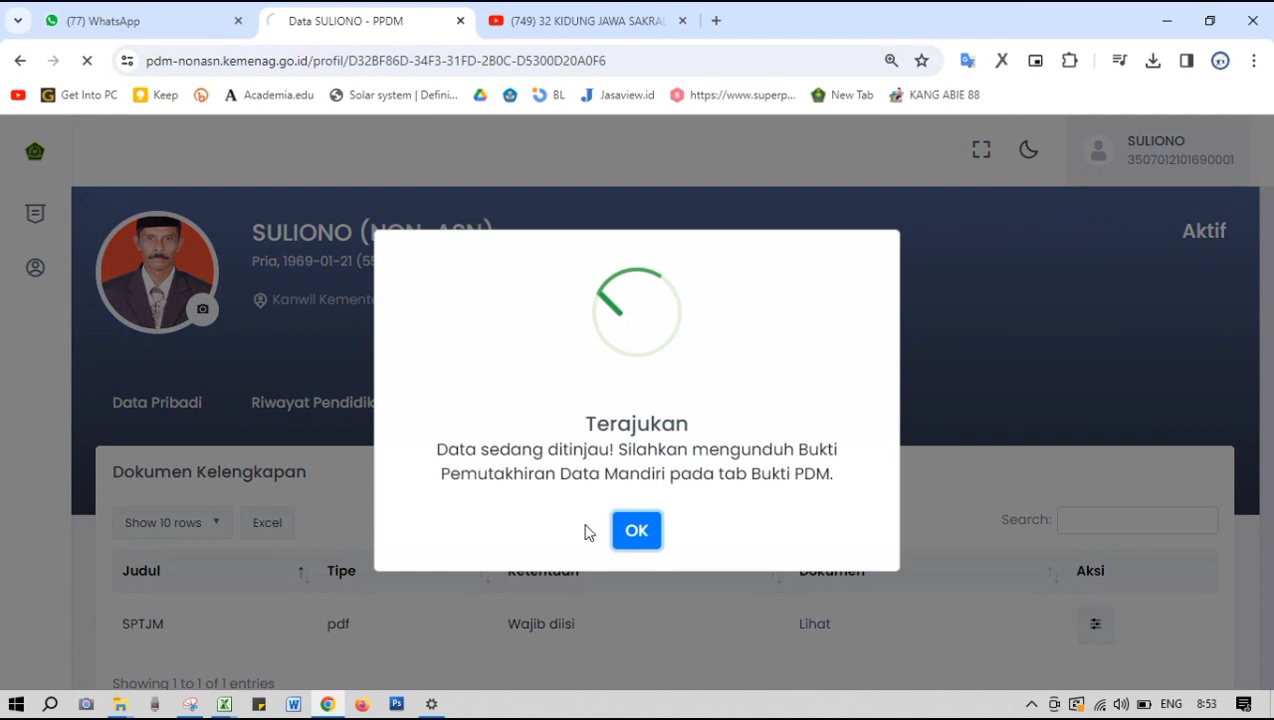 (77) WhatsApp
Data SULIONO - PPDM
(749) 32 KIDUNG JAWA SAKRAL
pdm-nonasn.kemenag.go.id/profil/D32BF86D-34F3-31FD-2B0C-D5300D20A0F6
Get Into PC
Keep
Academia.edu
Solar system | Defini...
BL
Jasaview.id
https://www.superp...
New Tab
KANG ABIE 88
SULIONO
3507012101690001
SULIONO (NON-ASN)
Aktif
Pria, 1969-01-21 (55
Kanwil Kemente
Data Pribadi
Riwayat Pendidik
Terajukan
Data sedang ditinjau! Silahkan mengunduh Bukti
Pemutakhiran Data Mandiri pada tab Bukti PDM.
OK
Dokumen Kelengkapan
Show 10 rows
Excel
Search:
Judul
Tipe
Ketentuan
Dokumen
Aksi
SPTJM
pdf
Wajib diisi
Lihat
Showing 1 to 1 of 1 entries
ENG
8:53